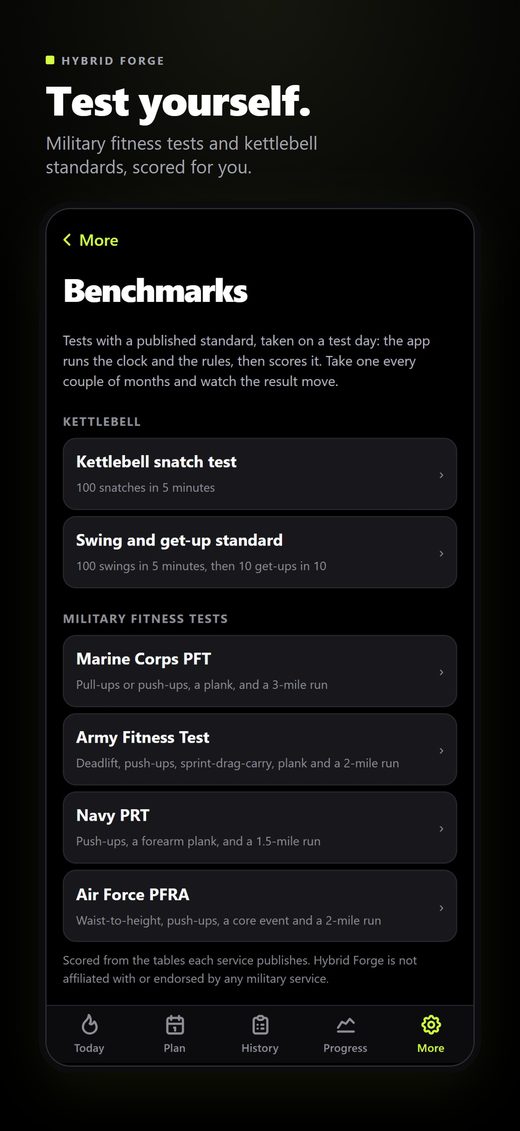 HYBRID FORGE
Test yourself.
Military fitness tests and kettlebell
standards, scored for you.
More
Benchmarks
Tests with a published standard, taken on a test day: the app
runs the clock and the rules, then scores it. Take one every
couple of months and watch the result move.
KETTLEBELL
Kettlebell snatch test
100 snatches in 5 minutes
Swing and get-up standard
100 swings in 5 minutes, then 10 get-ups in 10
MILITARY FITNESS TESTS
Marine Corps PFT
Pull-ups or push-ups, a plank, and a 3-mile run
Army Fitness Test
Deadlift, push-ups, sprint-drag-carry, plank and a 2-mile run
Navy PRT
Push-ups, a forearm plank, and a 1.5-mile run
Air Force PFRA
Waist-to-height, push-ups, a core event and a 2-mile run
Scored from the tables each service publishes. Hybrid Forge is not
affiliated with or endorsed by any military service.
Today Plan History Progress More